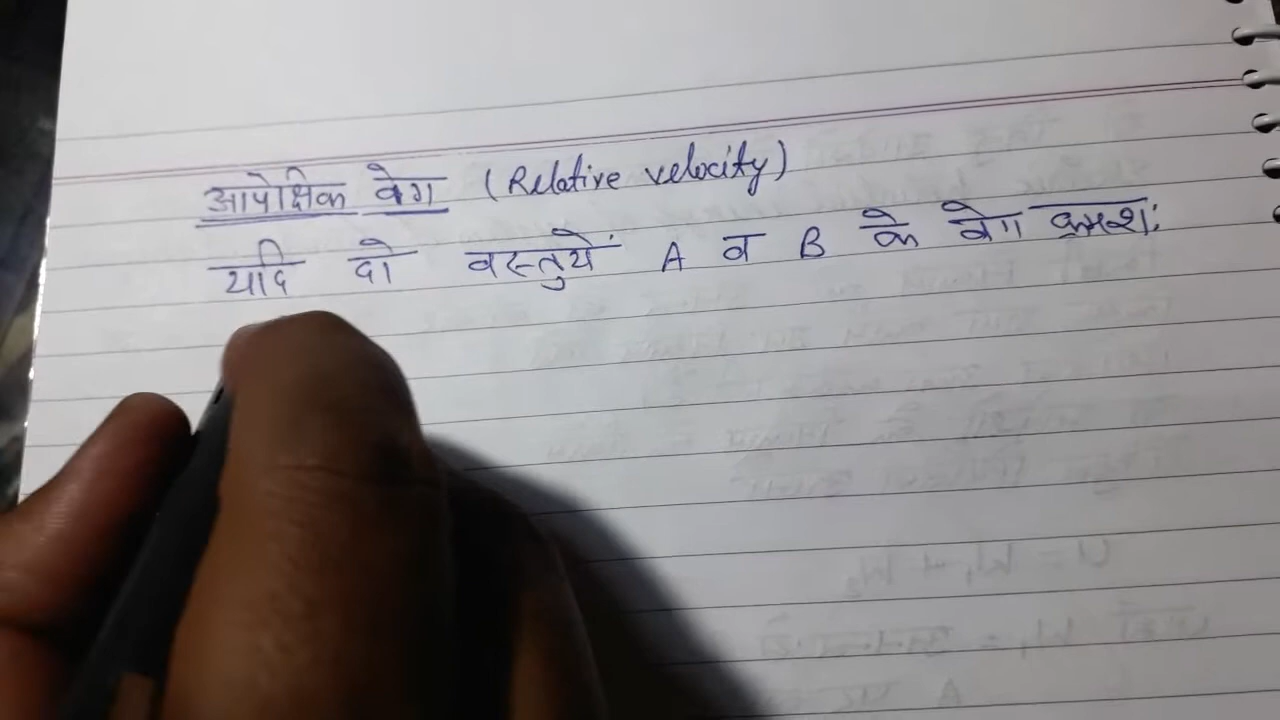 आपेक्षिक वेग (Relative velocity)
यदि दो वस्तुयें A व B के वेग क्रमशः